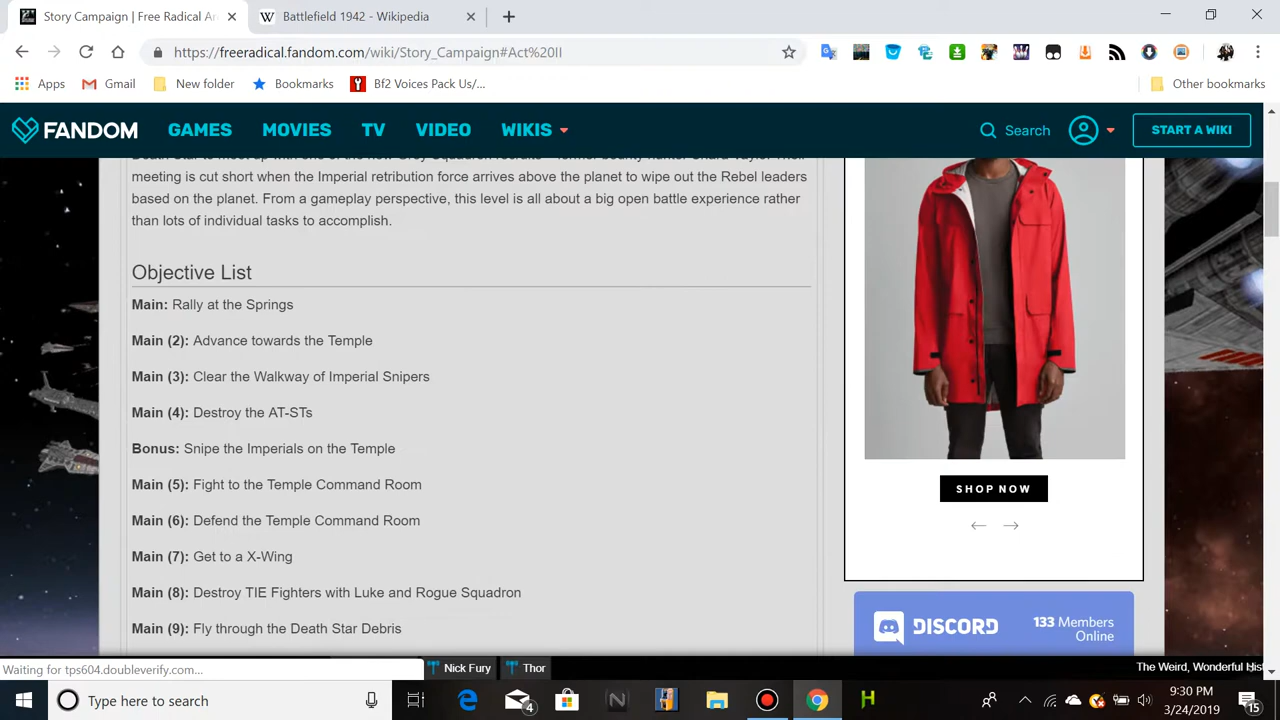 Story Campaign | Free Radical Ar
Battlefield 1942 - Wikipedia
https://freeradical.fandom.com/wiki/Story_Campaign#Act%20II
Apps
Gmail
New folder
Bookmarks
Bf2 Voices Pack Us/...
Other bookmarks
FANDOM
GAMES
MOVIES
TV
VIDEO
WIKIS
Search
START A WIKI
meeting is cut short when the Imperial retribution force arrives above the planet to wipe out the Rebel leaders
based on the planet. From a gameplay perspective, this level is all about a big open battle experience rather
than lots of individual tasks to accomplish.
Objective List
Main: Rally at the Springs
Main (2): Advance towards the Temple
Main (3): Clear the Walkway of Imperial Snipers
Main (4): Destroy the AT-STs
Bonus: Snipe the Imperials on the Temple
Main (5): Fight to the Temple Command Room
Main (6): Defend the Temple Command Room
Main (7): Get to a X-Wing
Main (8): Destroy TIE Fighters with Luke and Rogue Squadron
Main (9): Fly through the Death Star Debris
SHOP NOW
DISCORD
133 Members
Online
Waiting for tps604.doubleverify.com...
Nick Fury
Thor
The Weird, Wonderful Hist
Type here to search
4
9:30 PM
3/24/2019
15